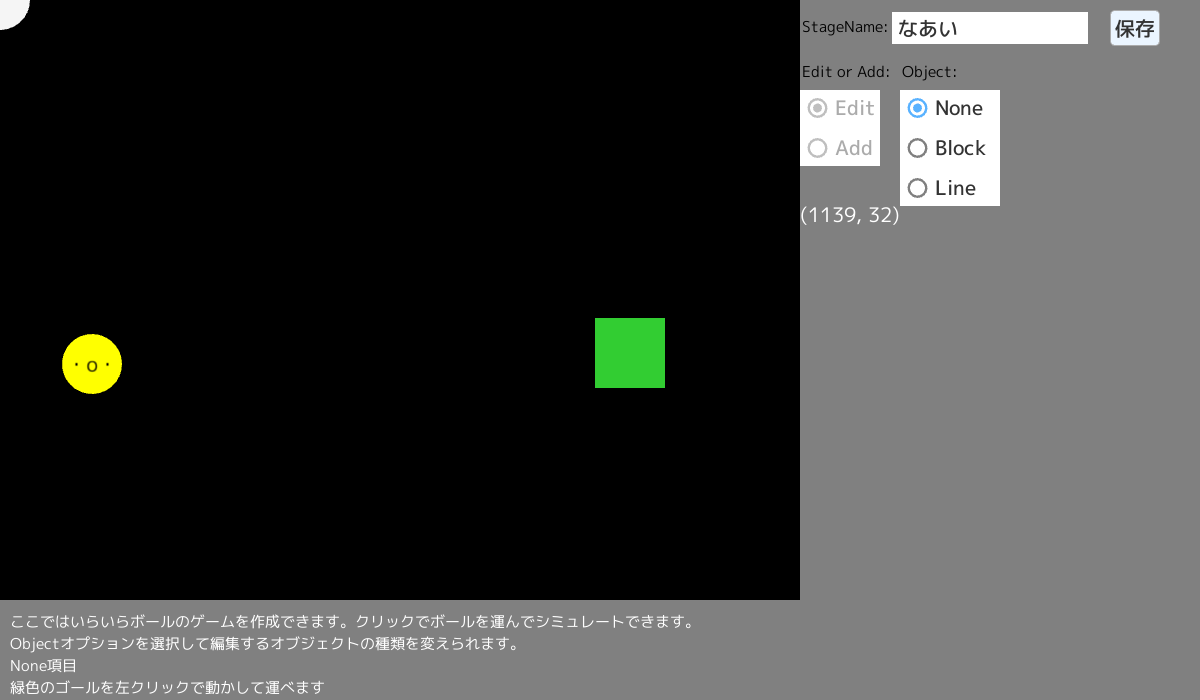 StageName: なあい 保存
Edit or Add: Object:
Edit None
Add Block
Line
(1139, 32)
・o・
ここではいらいらボールのゲームを作成できます。クリックでボールを運んでシミュレートできます。
Objectオプションを選択して編集するオブジェクトの種類を変えられます。
None項目
緑色のゴールを左クリックで動かして運べます